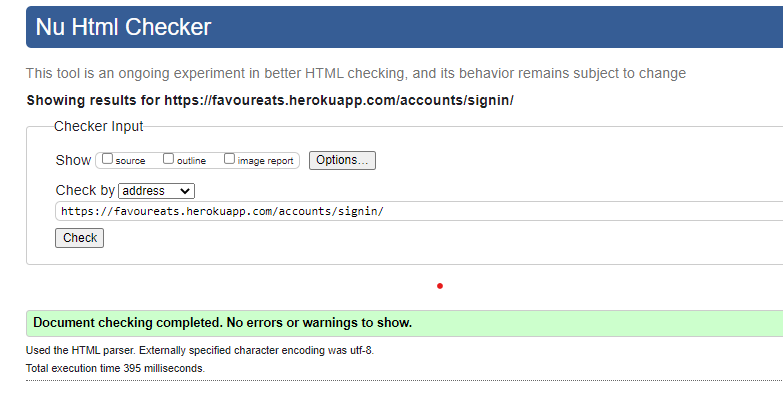 Nu Html Checker
This tool is an ongoing experiment in better HTML checking, and its behavior remains subject to change
Showing results for https://favoureats.herokuapp.com/accounts/signin/
Checker Input
Show source outline image report Options...
Check by address
https://favoureats.herokuapp.com/accounts/signin/
Check
Document checking completed. No errors or warnings to show.
Used the HTML parser. Externally specified character encoding was utf-8.
Total execution time 395 milliseconds.